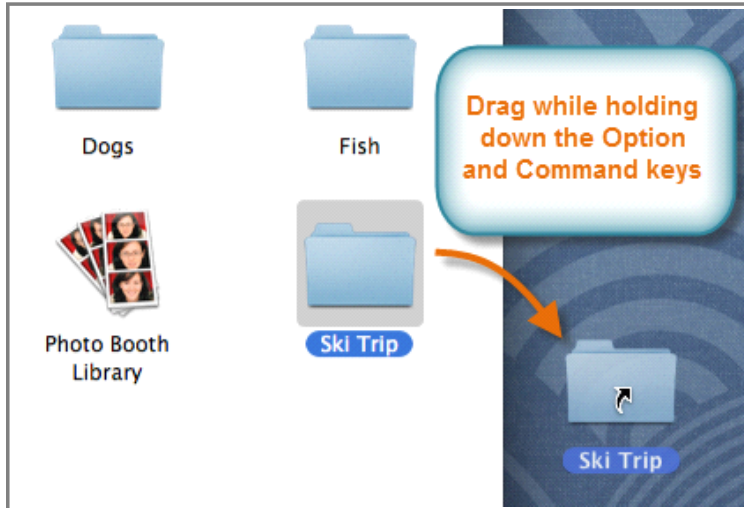 Dogs
Fish
Drag while holding
down the Option
and Command keys
Photo Booth
Library
Ski Trip
Ski Trip